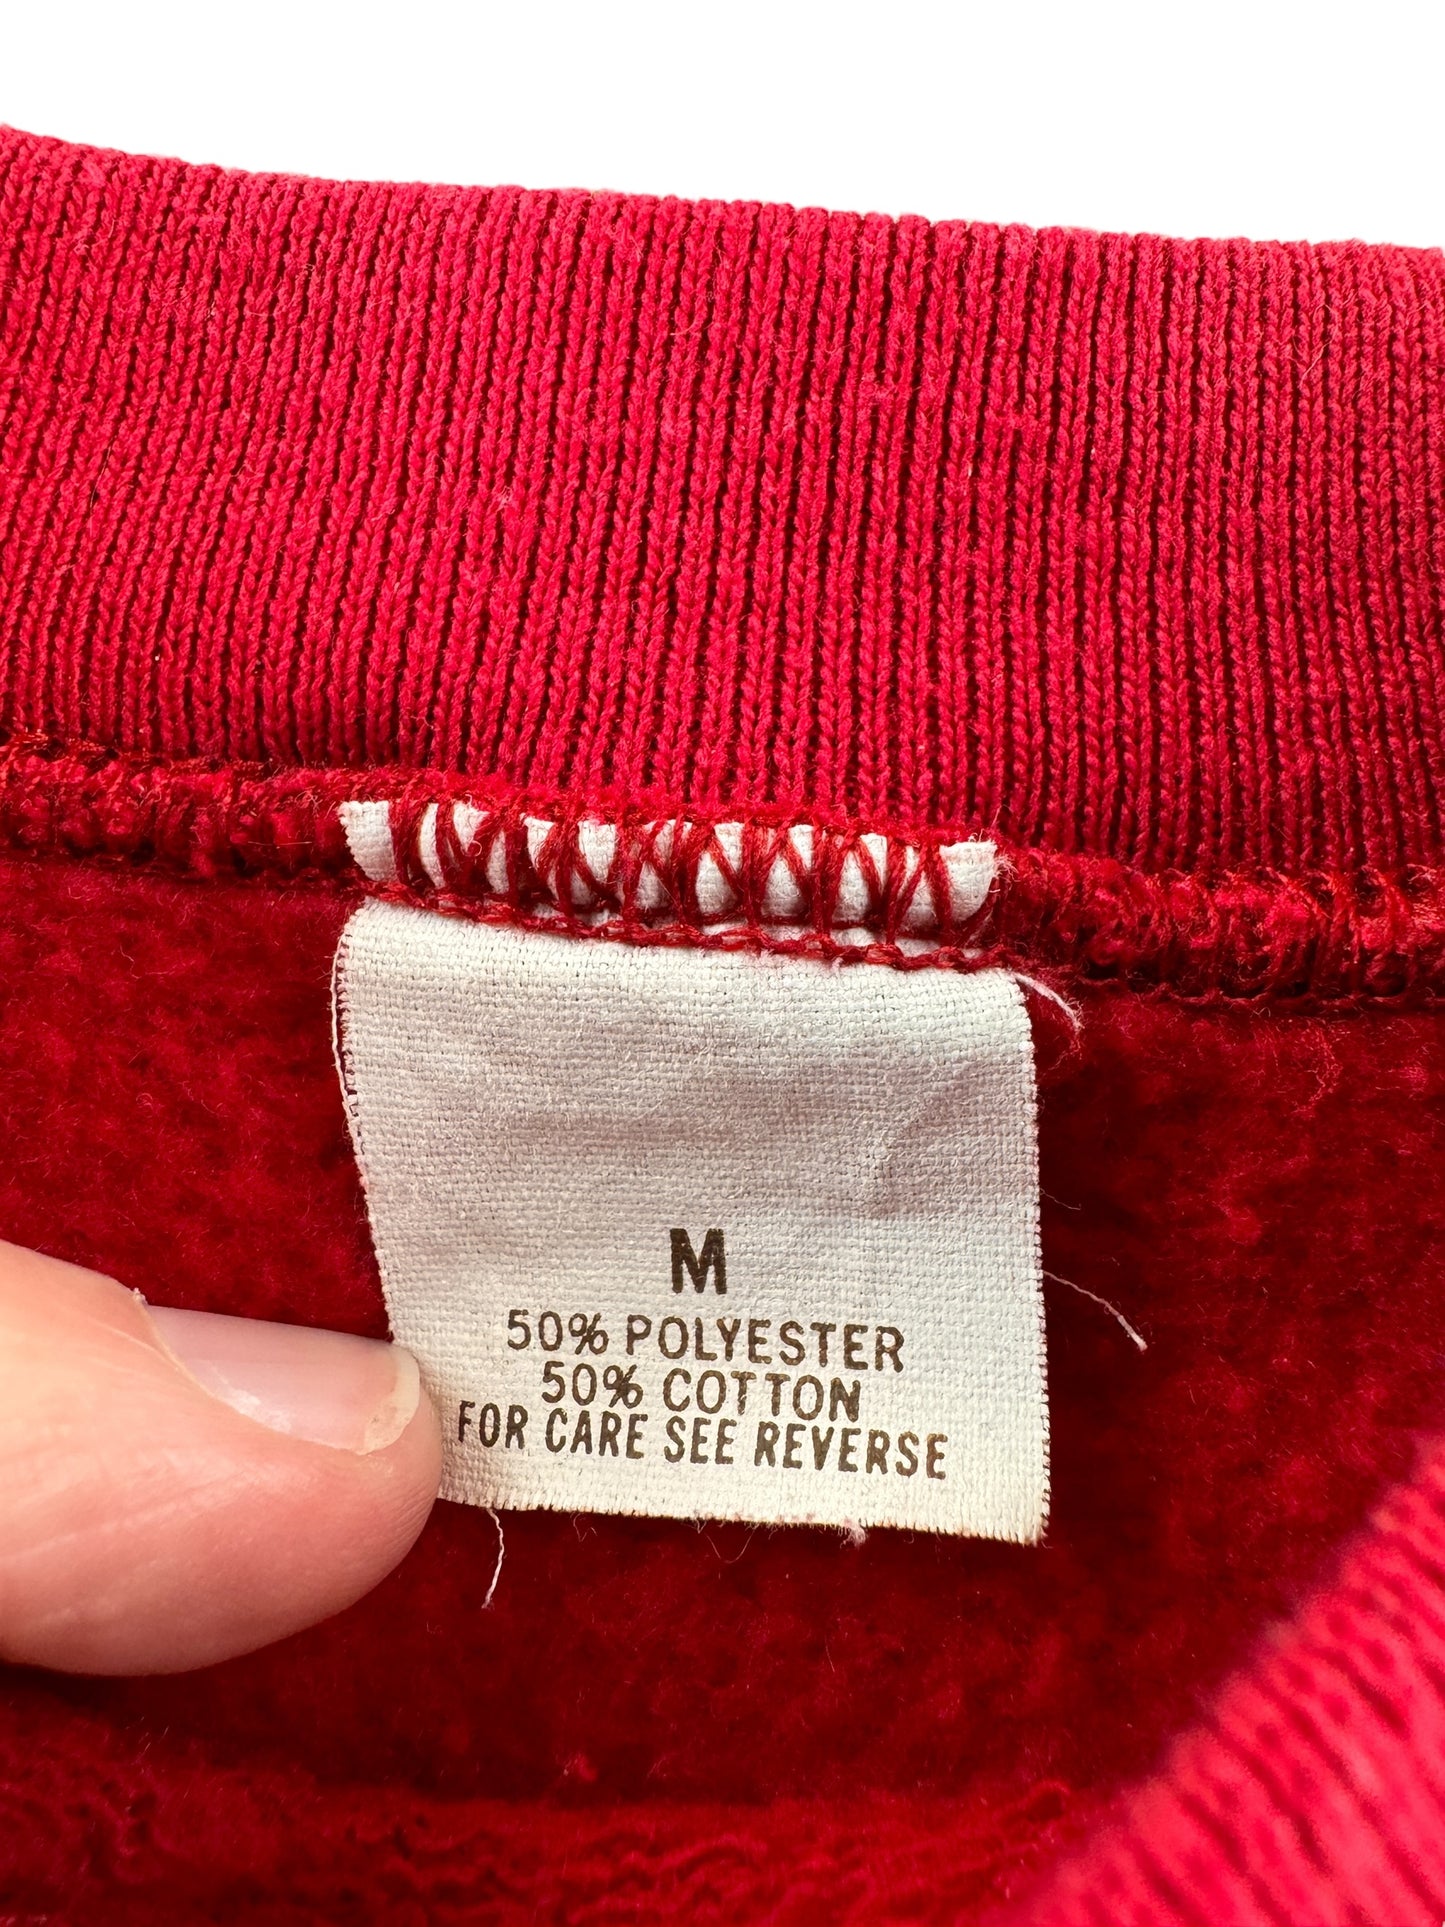 M
50% POLYESTER
50% COTTON
FOR CARE SEE REVERSE